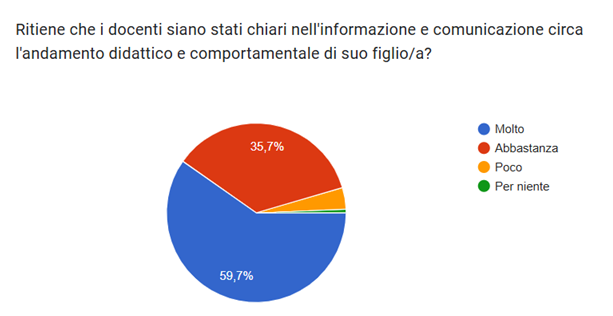 Ritiene che i docenti siano stati chiari nell'informazione e comunicazione circa
l'andamento didattico e comportamentale di suo figlio/a?
35,7%
59,7%
Molto
Abbastanza
Poco
Per niente